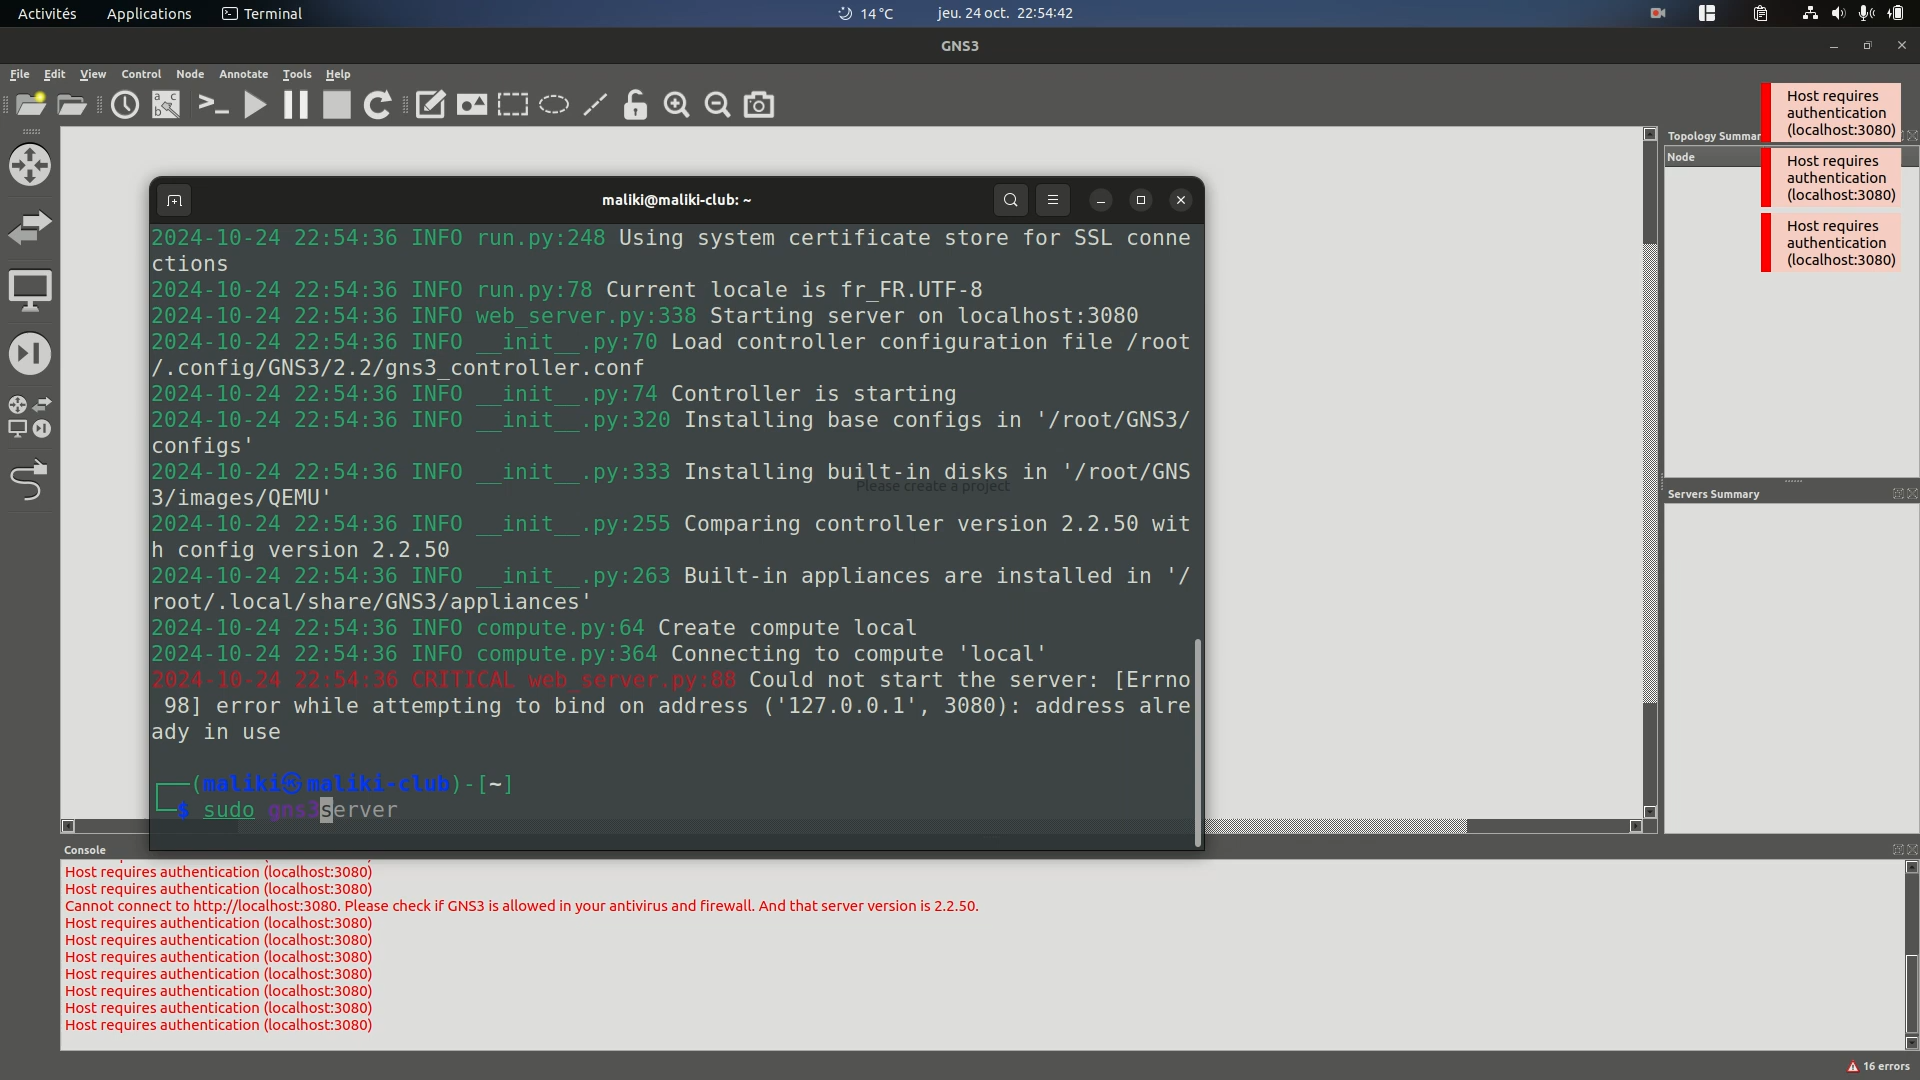 Activités Applications Terminal 14 °C jeu. 24 oct. 22:54:42
GNS3
File Edit View Control Node Annotate Tools Help
Host requires
authentication
(localhost:3080)
Topology Summar
Node
Host requires
authentication
(localhost:3080)
Host requires
authentication
(localhost:3080)
maliki@maliki-club: ~
2024-10-24 22:54:36 INFO run.py:248 Using system certificate store for SSL conne
ctions
2024-10-24 22:54:36 INFO run.py:78 Current locale is fr_FR.UTF-8
2024-10-24 22:54:36 INFO web_server.py:338 Starting server on localhost:3080
2024-10-24 22:54:36 INFO __init__.py:70 Load controller configuration file /root
/.config/GNS3/2.2/gns3_controller.conf
2024-10-24 22:54:36 INFO __init__.py:74 Controller is starting
2024-10-24 22:54:36 INFO __init__.py:320 Installing base configs in '/root/GNS3/
configs'
2024-10-24 22:54:36 INFO __init__.py:333 Installing built-in disks in '/root/GNS
3/images/QEMU'
Please create a project
2024-10-24 22:54:36 INFO __init__.py:255 Comparing controller version 2.2.50 wit
h config version 2.2.50
2024-10-24 22:54:36 INFO __init__.py:263 Built-in appliances are installed in '/
root/.local/share/GNS3/appliances'
2024-10-24 22:54:36 INFO compute.py:64 Create compute local
2024-10-24 22:54:36 INFO compute.py:364 Connecting to compute 'local'
2024-10-24 22:54:36 CRITICAL web_server.py:88 Could not start the server: [Errno
98] error while attempting to bind on address ('127.0.0.1', 3080): address alre
ady in use
┌──(maliki㉿maliki-club)-[~]
└─$ sudo gns3server
Servers Summary
Console
Host requires authentication (localhost:3080)
Host requires authentication (localhost:3080)
Cannot connect to http://localhost:3080. Please check if GNS3 is allowed in your antivirus and firewall. And that server version is 2.2.50.
Host requires authentication (localhost:3080)
Host requires authentication (localhost:3080)
Host requires authentication (localhost:3080)
Host requires authentication (localhost:3080)
Host requires authentication (localhost:3080)
Host requires authentication (localhost:3080)
Host requires authentication (localhost:3080)
16 errors